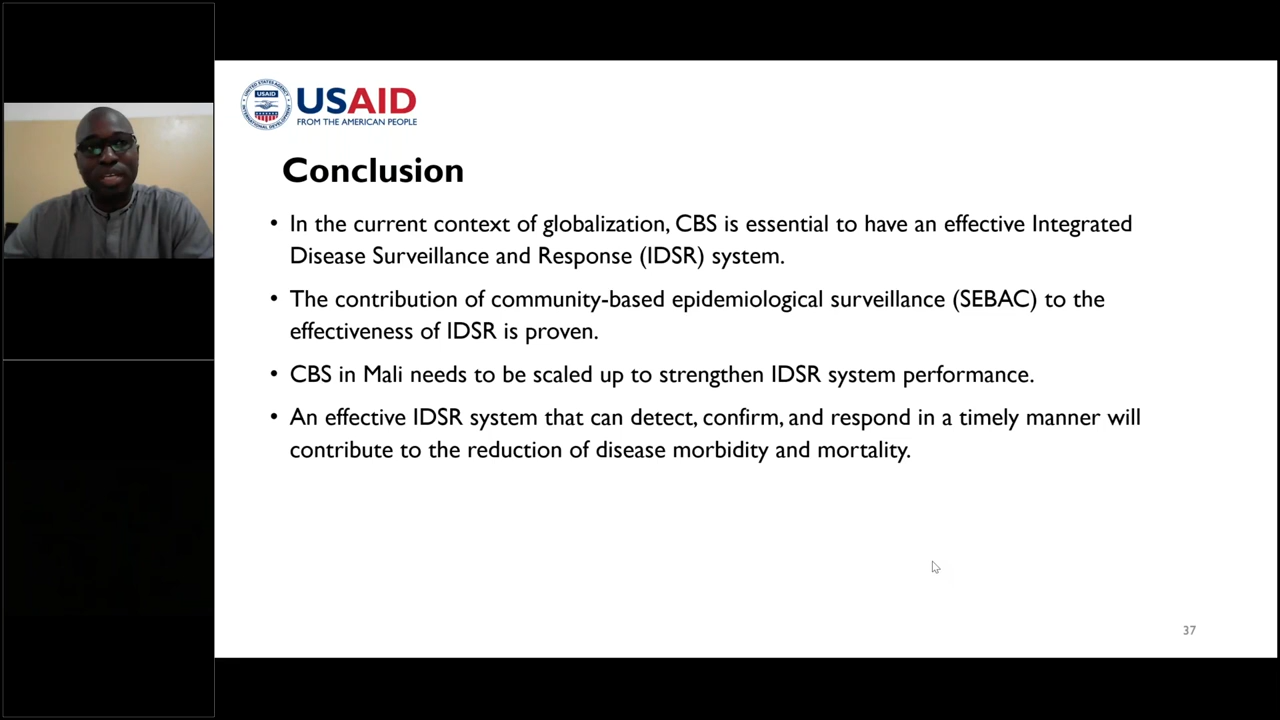 USAID
FROM THE AMERICAN PEOPLE
Conclusion
• In the current context of globalization, CBS is essential to have an effective Integrated
Disease Surveillance and Response (IDSR) system.
• The contribution of community-based epidemiological surveillance (SEBAC) to the
effectiveness of IDSR is proven.
• CBS in Mali needs to be scaled up to strengthen IDSR system performance.
• An effective IDSR system that can detect, confirm, and respond in a timely manner will
contribute to the reduction of disease morbidity and mortality.
37